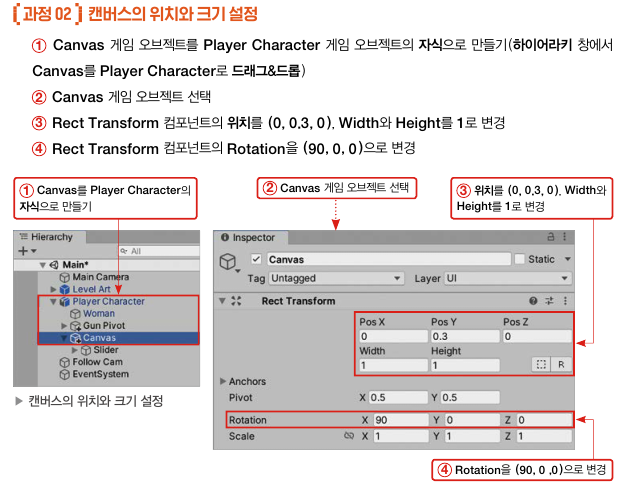 과정 02 캔버스의 위치와 크기 설정
① Canvas 게임 오브젝트를 Player Character 게임 오브젝트의 자식으로 만들기(하이어라키 창에서
Canvas를 Player Character로 드래그&드롭)
② Canvas 게임 오브젝트 선택
③ Rect Transform 컴포넌트의 위치를 (0, 0.3, 0), Width와 Height를 1로 변경
④ Rect Transform 컴포넌트의 Rotation을 (90, 0, 0)으로 변경
① Canvas를 Player Character의
자식으로 만들기
② Canvas 게임 오브젝트 선택
③ 위치를 (0, 0.3, 0), Width와
Height를 1로 변경
Hierarchy
All
Main*
Main Camera
Level Art
Player Character
Woman
Gun Pivot
Canvas
Slider
Follow Cam
EventSystem
▶ 캔버스의 위치와 크기 설정
Inspector
Canvas Static
Tag Untagged Layer UI
Rect Transform
Pos X Pos Y Pos Z
0 0.3 0
Width Height
1 1 R
Anchors
Pivot X 0.5 Y 0.5
Rotation X 90 Y 0 Z 0
Scale X 1 Y 1 Z 1
④ Rotation을 (90, 0 ,0)으로 변경